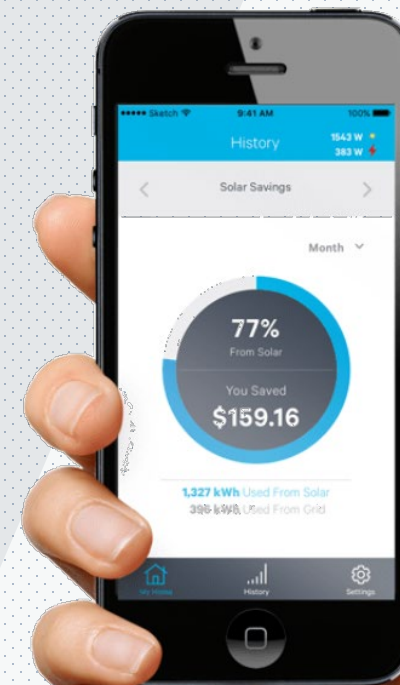 Sketch 9:41 AM 100%
History
1543 W
383 W
Solar Savings
Month
77%
From Solar
You Saved
$159.16
1,327 kWh Used From Solar
Used From Grid
My Home History Settings